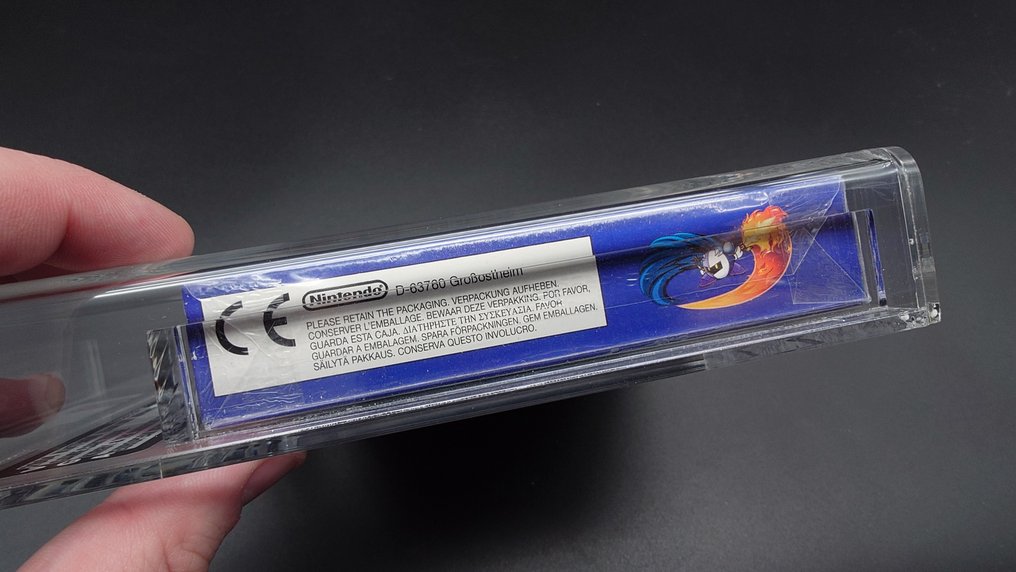 CE
Nintendo D-63760 Großostheim
PLEASE RETAIN THE PACKAGING. VERPACKUNG AUFHEBEN.
CONSERVER L'EMBALLAGE. BEWAAR DEZE VERPAKKING. POR FAVOR,
GUARDA ESTA CAJA. ΔΙΑΤΗΡΗΣΤΕ ΤΗΝ ΣΥΣΚΕΥΑΣΙΑ. FAVOR
GUARDAR A EMBALAGEM. SPARA FÖRPACKNINGEN. GEM EMBALLAGEN.
SÄILYTÄ PAKKAUS. CONSERVA QUESTO INVOLUCRO.